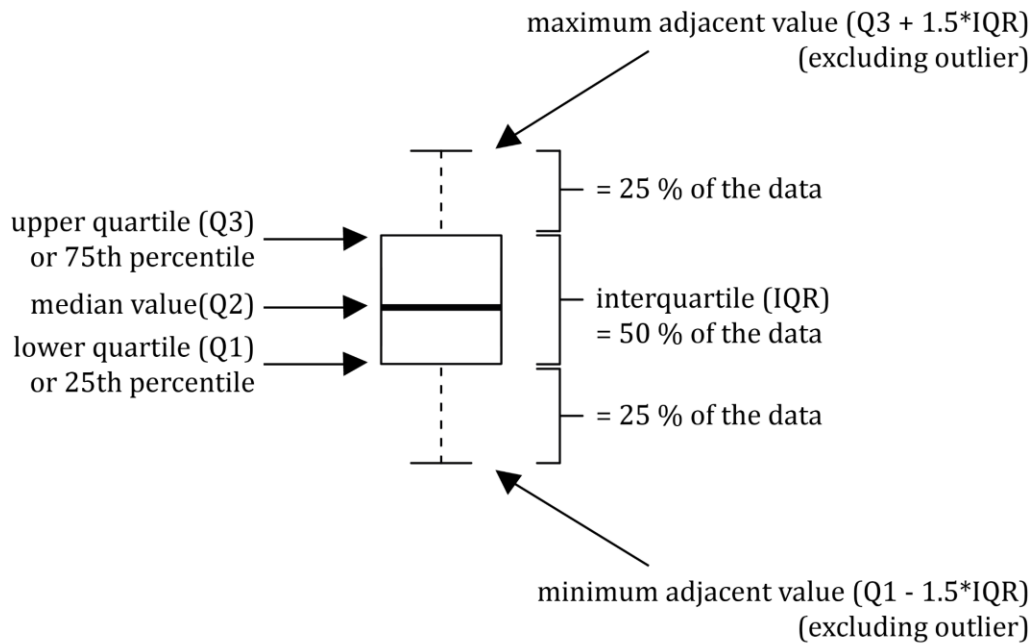 maximum adjacent value (Q3 + 1.5*IQR)
(excluding outlier)
= 25 % of the data
upper quartile (Q3)
or 75th percentile
median value(Q2)
lower quartile (Q1)
or 25th percentile
interquartile (IQR)
= 50 % of the data
= 25 % of the data
minimum adjacent value (Q1 - 1.5*IQR)
(excluding outlier)